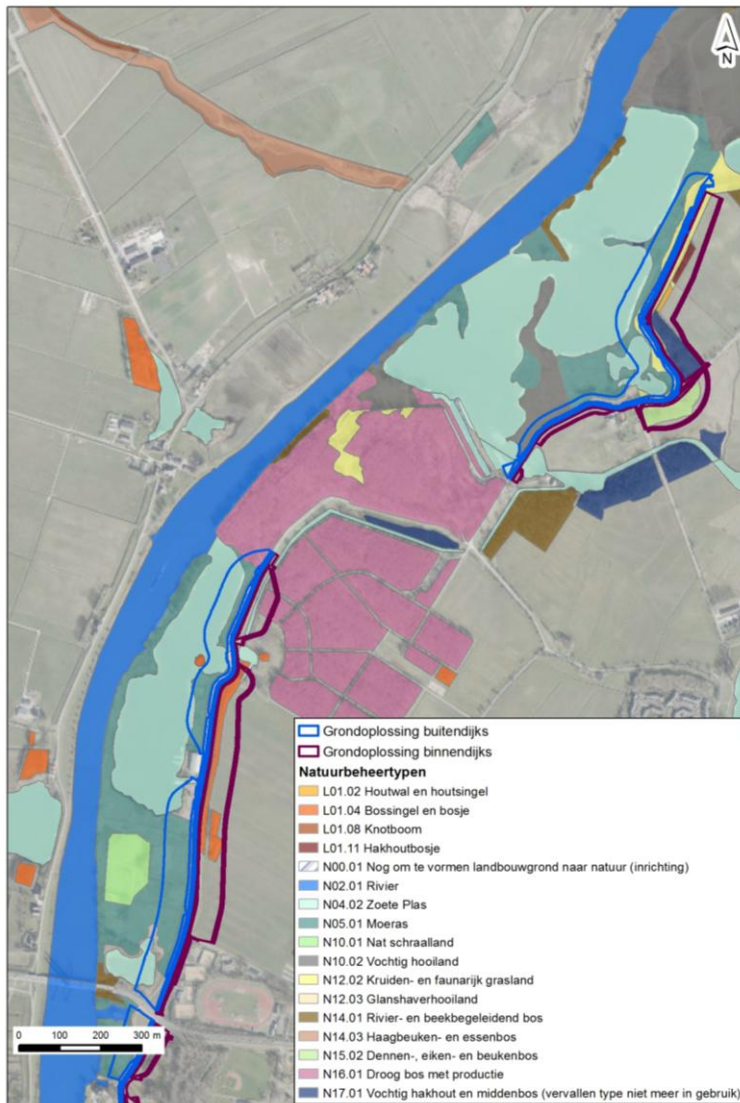 N
Grondoplossing buitendijks
Grondoplossing binnendijks
Natuurbeheertypen
L01.02 Houtwal en houtsingel
L01.04 Bossingel en bosje
L01.08 Knotboom
L01.11 Hakhoutbosje
N00.01 Nog om te vormen landbouwgrond naar natuur (inrichting)
N02.01 Rivier
N04.02 Zoete Plas
N05.01 Moeras
N10.01 Nat schraalland
N10.02 Vochtig hooiland
N12.02 Kruiden- en faunarijk grasland
N12.03 Glanshaverhooiland
N14.01 Rivier- en beekbegeleidend bos
N14.03 Haagbeuken- en essenbos
N15.02 Dennen-, eiken- en beukenbos
N16.01 Droog bos met productie
N17.01 Vochtig hakhout en middenbos (vervallen type niet meer in gebruik)
0 100 200 300 m